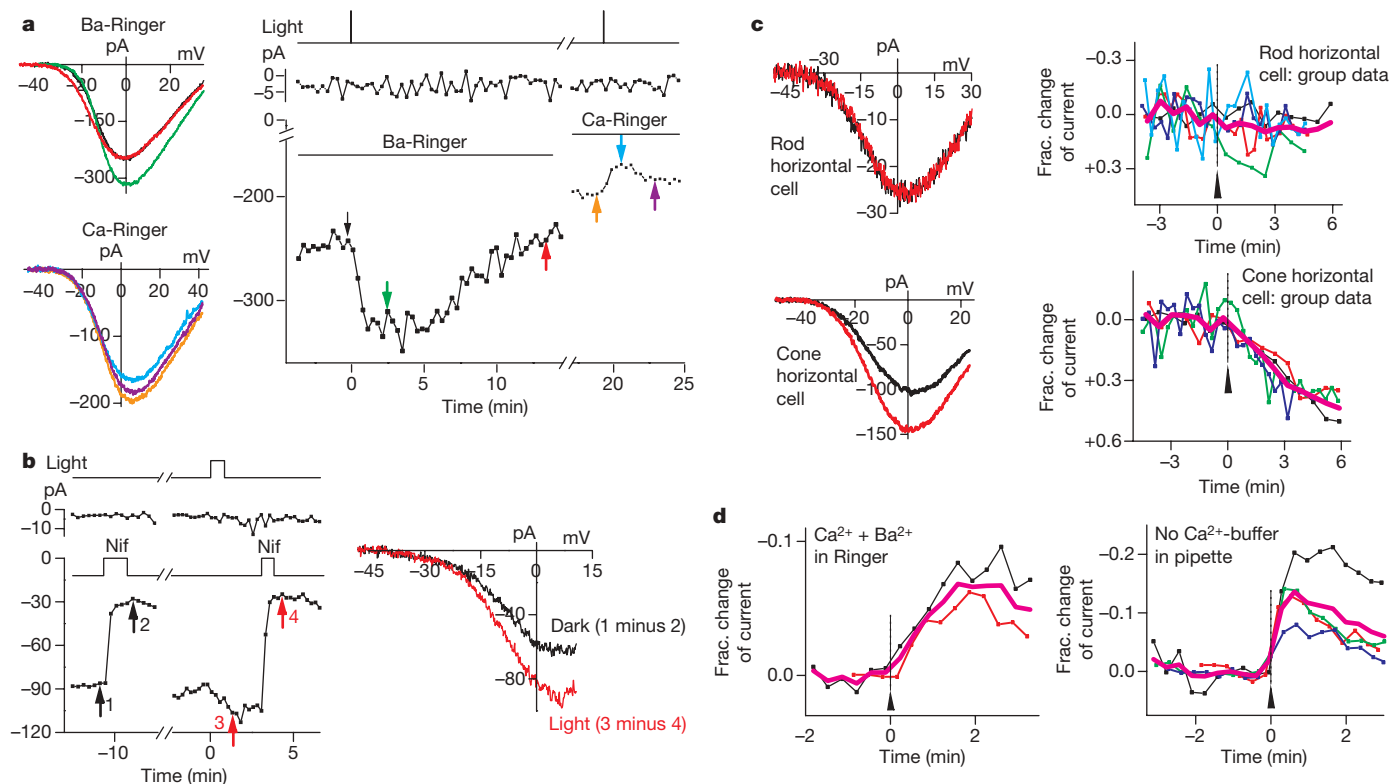 a
Ba-Ringer
pA
mV
−40
−20
0
20
−150
−300
Ca-Ringer
pA
mV
−40
−20
0
20
40
−100
−200
Light
pA
0
−5
0
Ba-Ringer
Ca-Ringer
−200
−300
0
5
10
20
25
Time (min)
b
Light
pA
0
−10
Nif
Nif
0
−30
−60
−90
−120
1
2
3
4
−10
0
5
Time (min)
pA
mV
−45
−30
−15
0
15
−40
−80
Dark (1 minus 2)
Light (3 minus 4)
c
pA
mV
−45
−30
−15
0
15
30
−10
−20
−30
Rod
horizontal
cell
Rod horizontal
cell: group data
Frac. change
of current
−0.3
0.0
+0.3
−3
0
3
6
Time (min)
pA
mV
−40
−20
0
20
−50
−100
−150
Cone
horizontal
cell
Cone horizontal
cell: group data
Frac. change
of current
0.0
+0.3
+0.6
−3
0
3
6
Time (min)
d
Ca2+ + Ba2+
in Ringer
Frac. change
of current
−0.1
0.0
−2
0
2
Time (min)
No Ca2+-buffer
in pipette
Frac. change
of current
−0.2
−0.1
0.0
−2
0
2
Time (min)